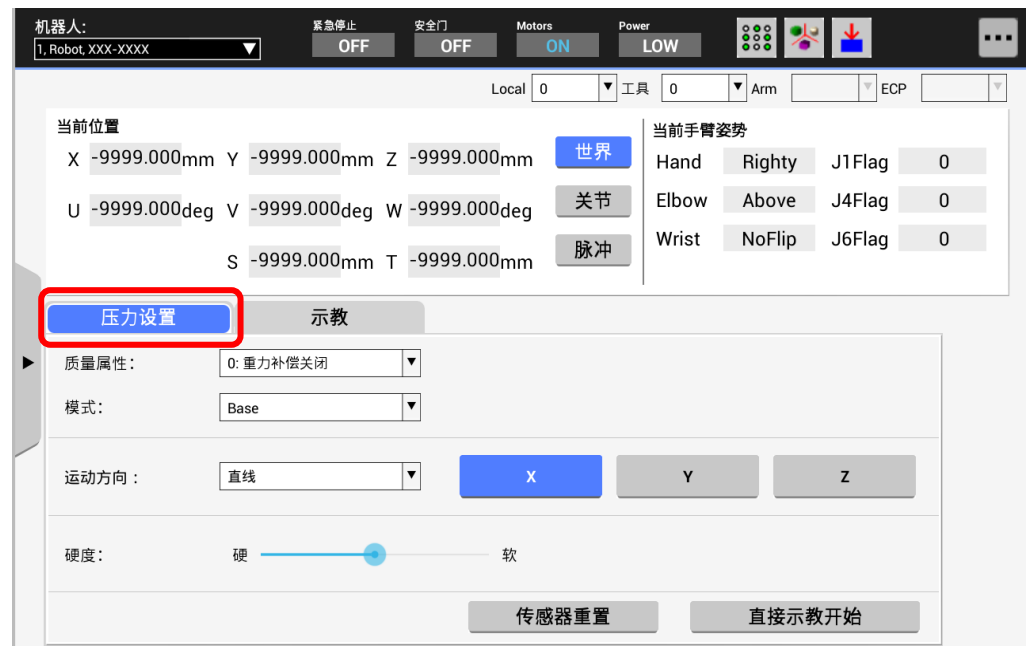 机器人: 紧急停止 安全门 Motors Power
1, Robot, XXX-XXXX OFF OFF ON LOW
Local 0 工具 0 Arm ECP
当前位置 当前手臂姿势
X -9999.000mm Y -9999.000mm Z -9999.000mm 世界 Hand Righty J1Flag 0
U -9999.000deg V -9999.000deg W -9999.000deg 关节 Elbow Above J4Flag 0
S -9999.000mm T -9999.000mm 脉冲 Wrist NoFlip J6Flag 0
压力设置 示教
质量属性: 0: 重力补偿关闭
模式: Base
运动方向 : 直线 X Y Z
硬度: 硬 软
传感器重置 直接示教开始